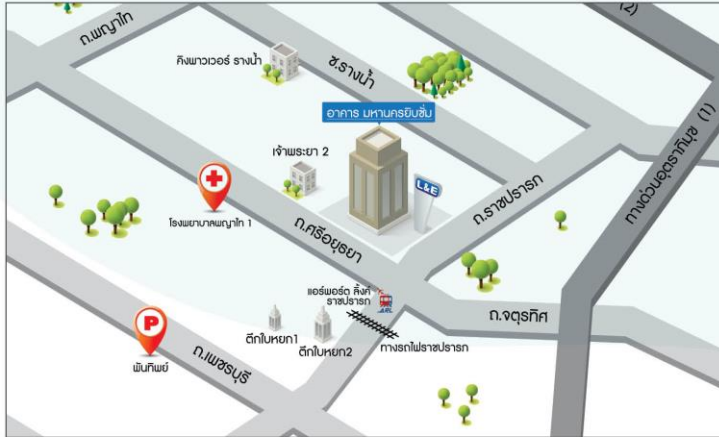 ถ.พญาไท
(2)
คิงพาวเวอร์ รางน้ำ
ซ.รางน้ำ
อาคาร มหานครยิบซั่ม
ทางด่วนอุตราภิมุข (1)
เจ้าพระยา 2
L&E
ถ.ราชปรารภ
โรงพยาบาลพญาไท 1
ถ.ศรีอยุธยา
แอร์พอร์ต ลิ้งค์
ราชปรารภ
ถ.จตุรทิศ
ตึกใบหยก1
ตึกใบหยก2
ทางรถไฟราชปรารภ
P
พันทิพย์
ถ.เพชรบุรี